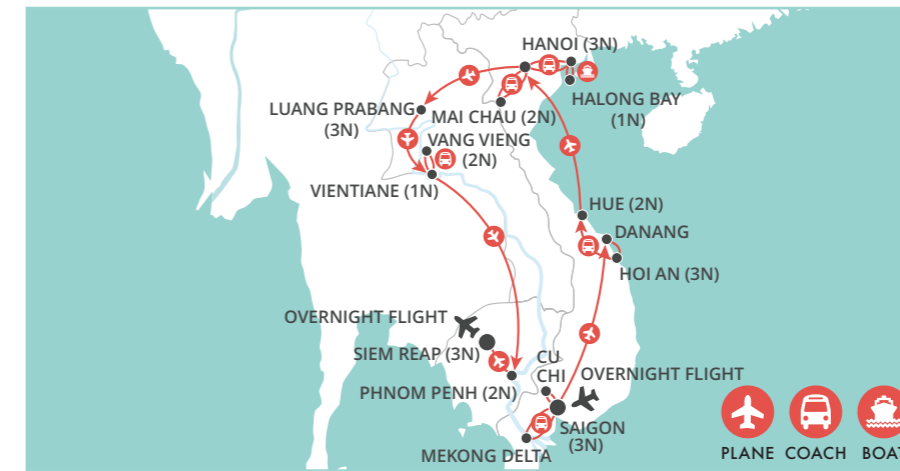 HANOI (3N)
HALONG BAY
(1N)
LUANG PRABANG
(3N)
MAI CHAU (2N)
VANG VIENG
(2N)
VIENTIANE (1N)
HUE (2N)
DANANG
HOI AN (3N)
OVERNIGHT FLIGHT
SIEM REAP (3N)
PHNOM PENH (2N)
CU
CHI
OVERNIGHT FLIGHT
SAIGON
(3N)
MEKONG DELTA
PLANE COACH BOAT